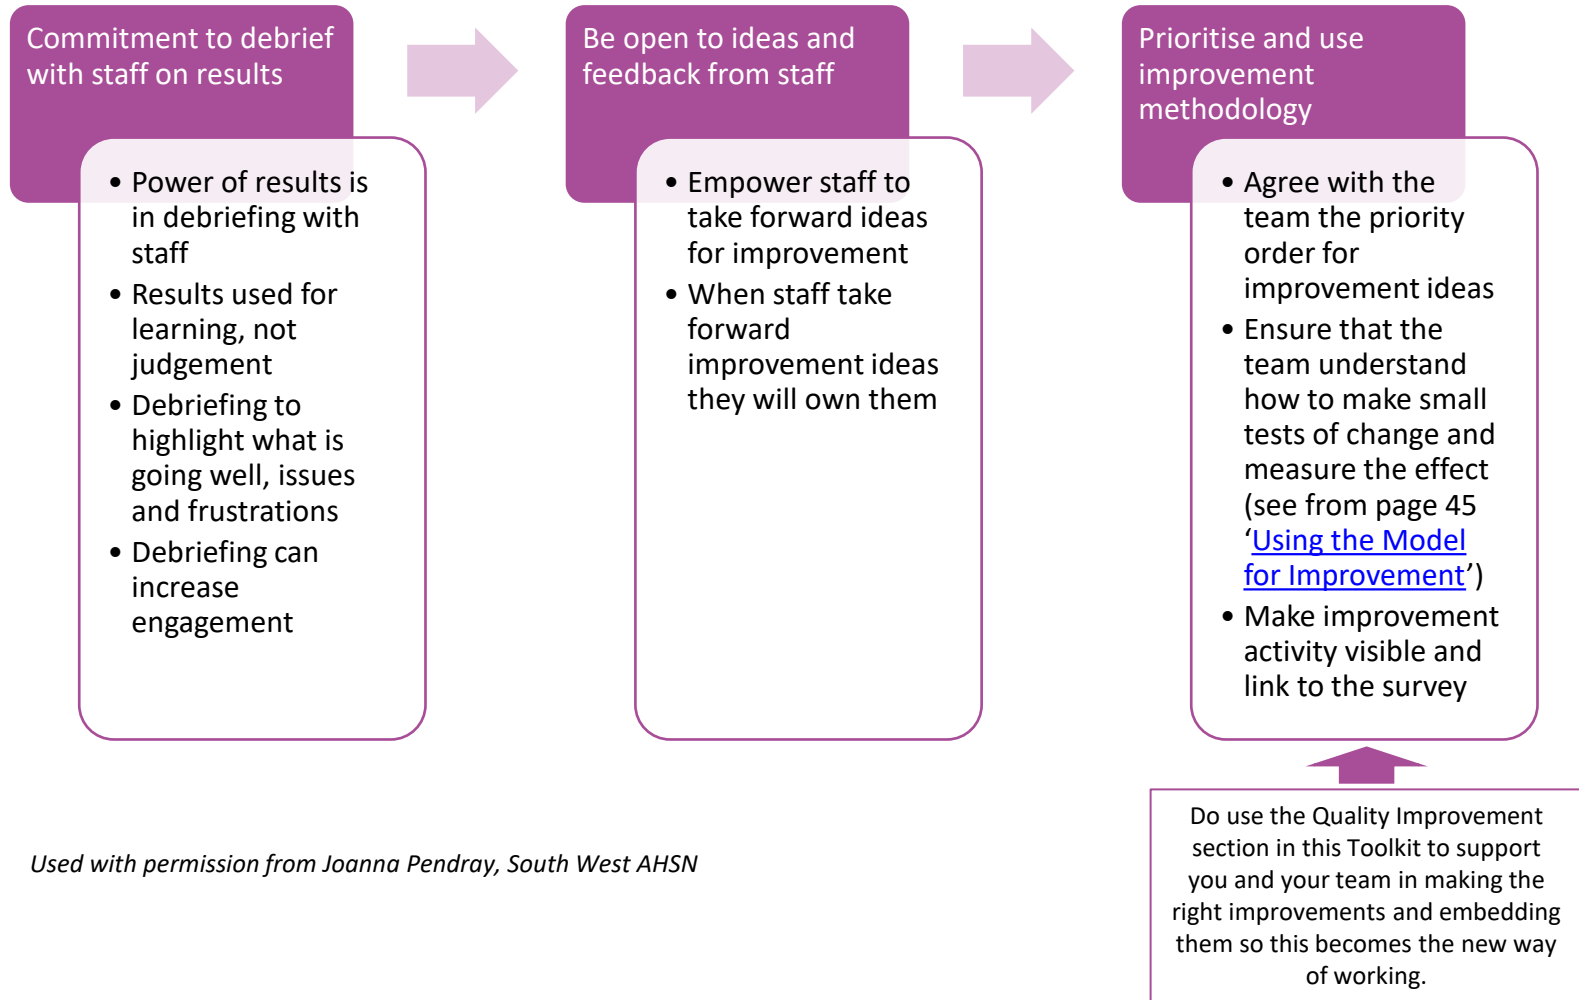 Commitment to debrief
with staff on results
• Power of results is
in debriefing with
staff
• Results used for
learning, not
judgement
• Debriefing to
highlight what is
going well, issues
and frustrations
• Debriefing can
increase
engagement
Be open to ideas and
feedback from staff
• Empower staff to
take forward ideas
for improvement
• When staff take
forward
improvement ideas
they will own them
Prioritise and use
improvement
methodology
• Agree with the
team the priority
order for
improvement ideas
• Ensure that the
team understand
how to make small
tests of change and
measure the effect
(see from page 45
‘Using the Model
for Improvement’)
• Make improvement
activity visible and
link to the survey
Do use the Quality Improvement
section in this Toolkit to support
you and your team in making the
right improvements and embedding
them so this becomes the new way
of working.
Used with permission from Joanna Pendray, South West AHSN